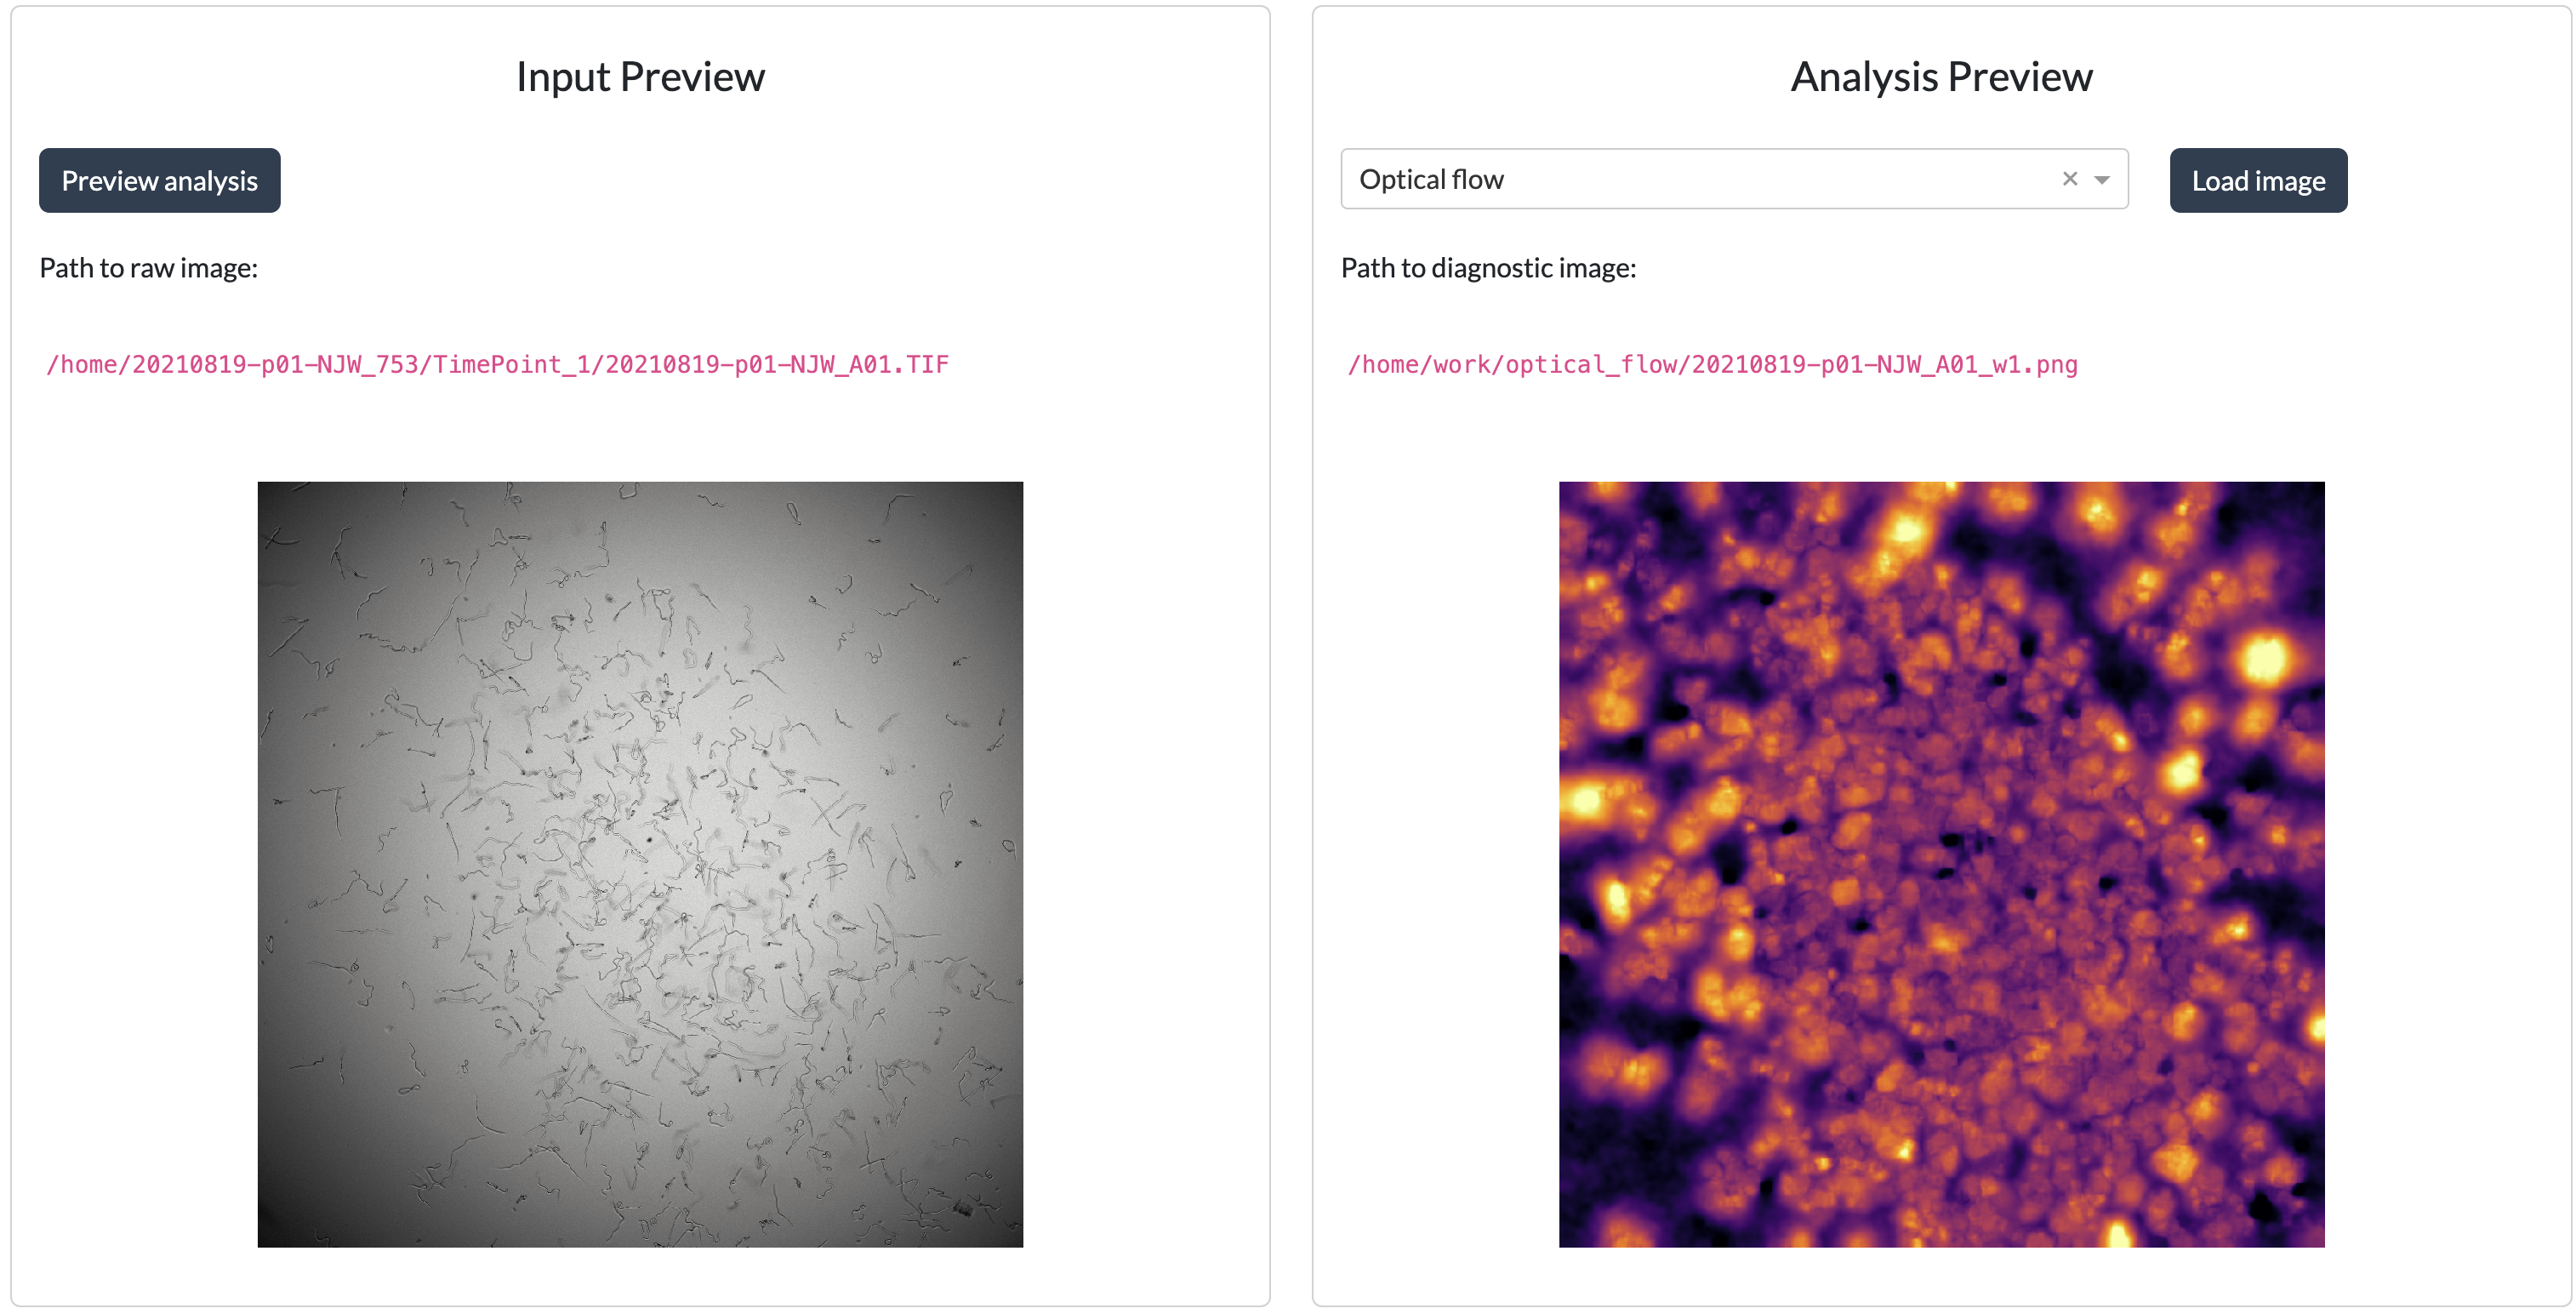 Input Preview
Preview analysis
Path to raw image:
/home/20210819-p01-NJW_753/TimePoint_1/20210819-p01-NJW_A01.TIF
Analysis Preview
Optical flow
Load image
Path to diagnostic image:
/home/work/optical_flow/20210819-p01-NJW_A01_w1.png